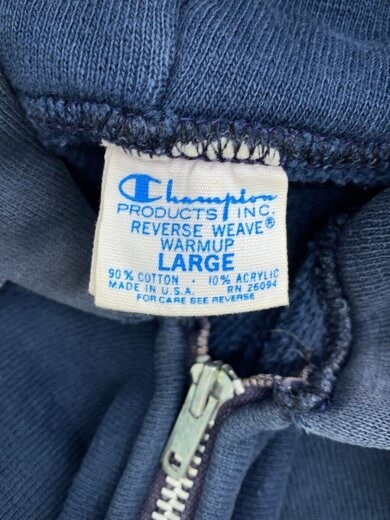 Champion
PRODUCTS INC.
REVERSE WEAVE®
WARMUP
LARGE
90% COTTON · 10% ACRYLIC
MADE IN U.S.A. RN 26094
FOR CARE SEE REVERSE